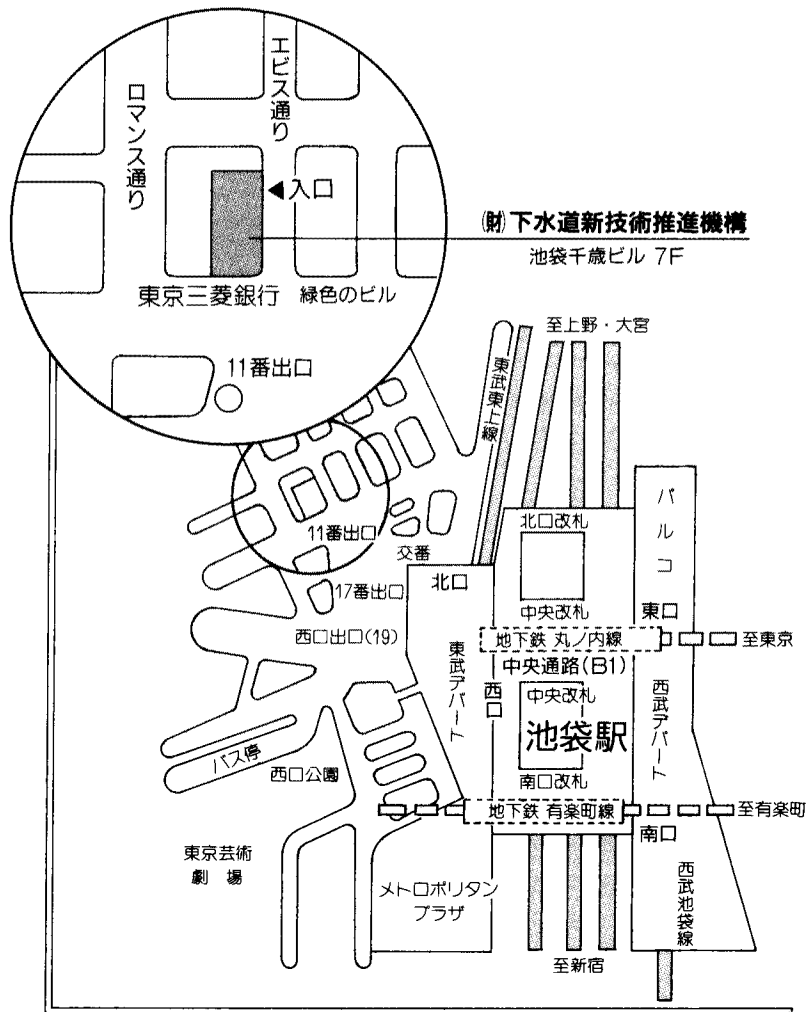 エビス通り
ロマンス通り
入口
㈶下水道新技術推進機構
池袋千歳ビル 7F
東京三菱銀行
緑色のビル
11番出口
至上野・大宮
東武東上線
パルコ
北口改札
11番出口
交番
北口
17番出口
中央改札
東口
西口出口(19)
地下鉄 丸ノ内線
至東京
東武デパート
中央通路(B1)
西口
中央改札
西武デパート
池袋駅
バス停
西口公園
南口改札
地下鉄 有楽町線
至有楽町
南口
東京芸術
劇場
メトロポリタン
プラザ
西武池袋線
至新宿